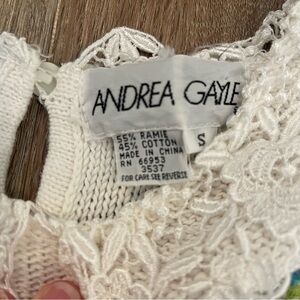 ANDREA GAYLE
S
55% RAMIE
45% COTTON
MADE IN CHINA
RN 66953
3537
FOR CARE SEE REVERSE